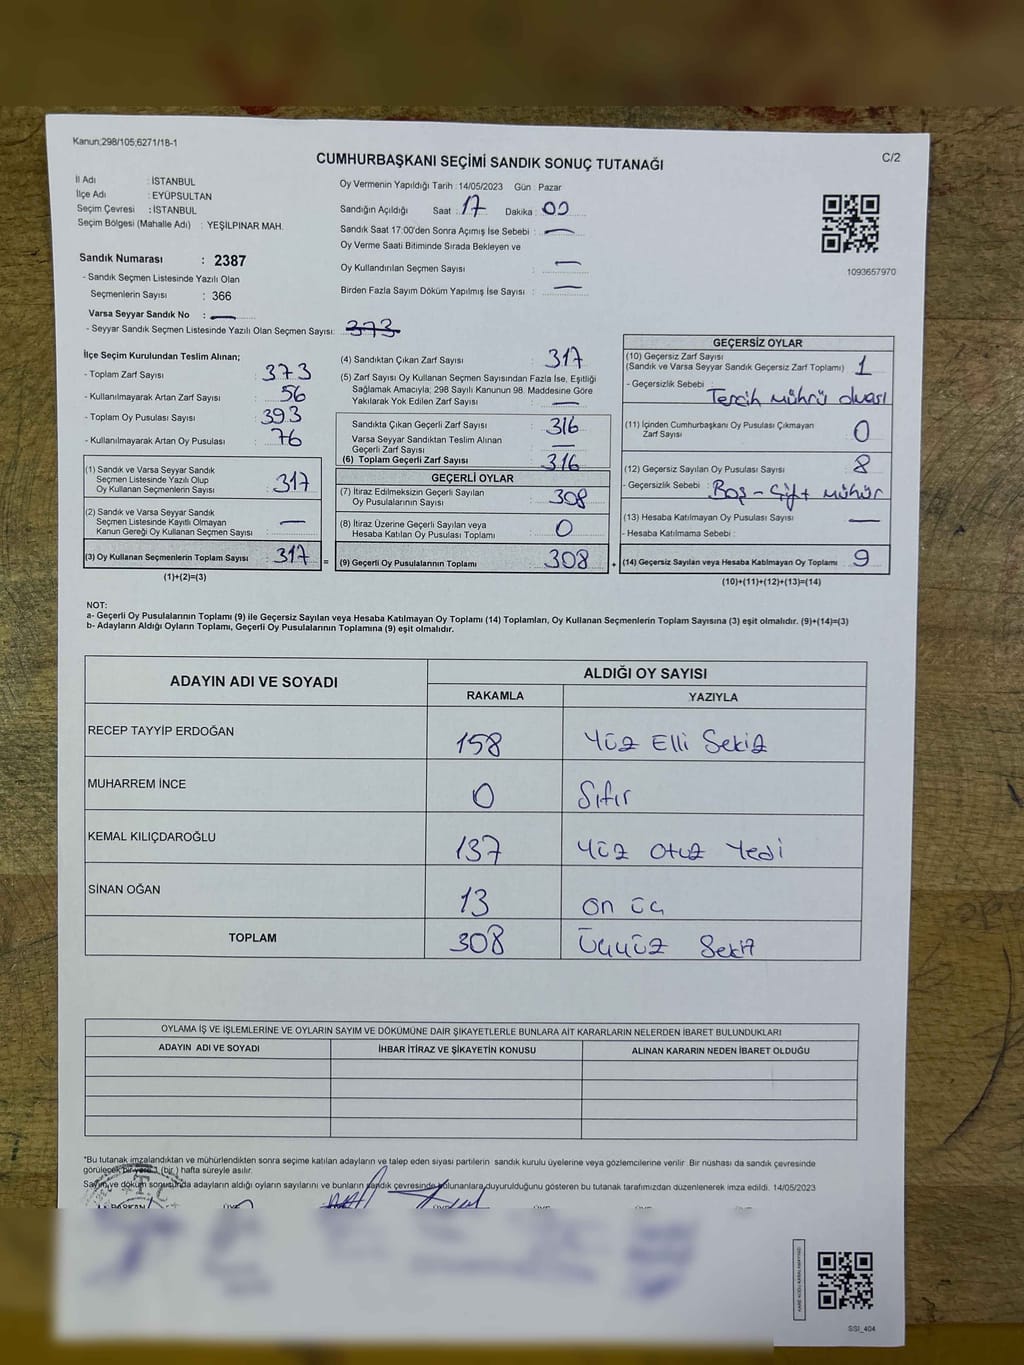 Kanun;298/105;6271/18-1
CUMHURBAŞKANI SEÇİMİ SANDIK SONUÇ TUTANAĞI
C/2
İl Adı : İSTANBUL
İlçe Adı : EYÜPSULTAN
Seçim Çevresi : İSTANBUL
Seçim Bölgesi (Mahalle Adı) : YEŞİLPINAR MAH.
Sandık Numarası : 2387
- Sandık Seçmen Listesinde Yazılı Olan
Seçmenlerin Sayısı : 366
Varsa Seyyar Sandık No : —
- Seyyar Sandık Seçmen Listesinde Yazılı Olan Seçmen Sayısı: 373
Oy Vermenin Yapıldığı Tarih : 14/05/2023 Gün : Pazar
Sandığın Açıldığı Saat : 17 Dakika : 00
Sandık Saat 17:00'den Sonra Açımış İse Sebebi : —
Oy Verme Saati Bitiminde Sırada Bekleyen ve
Oy Kullandırılan Seçmen Sayısı : —
Birden Fazla Sayım Döküm Yapılmış İse Sayısı : —
1093657970
İlçe Seçim Kurulundan Teslim Alınan;
- Toplam Zarf Sayısı : 373
- Kullanılmayarak Artan Zarf Sayısı : 56
- Toplam Oy Pusulası Sayısı : 393
- Kullanılmayarak Artan Oy Pusulası : 76
(1) Sandık ve Varsa Seyyar Sandık
Seçmen Listesinde Yazılı Olup
Oy Kullanan Seçmenlerin Sayısı : 317
(2) Sandık ve Varsa Seyyar Sandık
Seçmen Listesinde Kayıtlı Olmayan
Kanun Gereği Oy Kullanan Seçmen Sayısı : —
(3) Oy Kullanan Seçmenlerin Toplam Sayısı : 317
(1)+(2)=(3)
(4) Sandıktan Çıkan Zarf Sayısı : 317
(5) Zarf Sayısı Oy Kullanan Seçmen Sayısından Fazla İse, Eşitliği
Sağlamak Amacıyla; 298 Sayılı Kanunun 98. Maddesine Göre
Yakılarak Yok Edilen Zarf Sayısı : —
Sandıkta Çıkan Geçerli Zarf Sayısı : 316
Varsa Seyyar Sandıktan Teslim Alınan
Geçerli Zarf Sayısı : —
(6) Toplam Geçerli Zarf Sayısı : 316
GEÇERLİ OYLAR
(7) İtiraz Edilmeksizin Geçerli Sayılan
Oy Pusulalarının Sayısı : 308
(8) İtiraz Üzerine Geçerli Sayılan veya
Hesaba Katılan Oy Pusulası Toplamı : 0
= (9) Geçerli Oy Pusulalarının Toplamı : 308 +
GEÇERSİZ OYLAR
(10) Geçersiz Zarf Sayısı
(Sandık ve Varsa Seyyar Sandık Geçersiz Zarf Toplamı) : 1
- Geçersizlik Sebebi : Tercih mührü olması
(11) İçinden Cumhurbaşkanı Oy Pusulası Çıkmayan
Zarf Sayısı : 0
(12) Geçersiz Sayılan Oy Pusulası Sayısı : 8
- Geçersizlik Sebebi : Boş - Çift mühür
(13) Hesaba Katılmayan Oy Pusulası Sayısı : —
- Hesaba Katılmama Sebebi :
(14) Geçersiz Sayılan veya Hesaba Katılmayan Oy Toplamı : 9
(10)+(11)+(12)+(13)=(14)
NOT:
a- Geçerli Oy Pusulalarının Toplamı (9) ile Geçersiz Sayılan veya Hesaba Katılmayan Oy Toplamı (14) Toplamları, Oy Kullanan Seçmenlerin Toplam Sayısına (3) eşit olmalıdır. (9)+(14)=(3)
b- Adayların Aldığı Oyların Toplamı, Geçerli Oy Pusulalarının Toplamına (9) eşit olmalıdır.
ADAYIN ADI VE SOYADI
ALDIĞI OY SAYISI
RAKAMLA YAZIYLA
RECEP TAYYİP ERDOĞAN 158 Yüz Elli Sekiz
MUHARREM İNCE 0 Sıfır
KEMAL KILIÇDAROĞLU 137 Yüz Otuz Yedi
SİNAN OĞAN 13 On üç
TOPLAM 308 Üçyüz Sekiz
OYLAMA İŞ VE İŞLEMLERİNE VE OYLARIN SAYIM VE DÖKÜMÜNE DAİR ŞİKAYETLERLE BUNLARA AİT KARARLARIN NELERDEN İBARET BULUNDUKLARI
ADAYIN ADI VE SOYADI İHBAR İTİRAZ VE ŞİKAYETİN KONUSU ALINAN KARARIN NEDEN İBARET OLDUĞU
*Bu tutanak imzalandıktan ve mühürlendikten sonra seçime katılan adayların ve talep eden siyasi partilerin sandık kurulu üyelerine veya gözlemcilerine verilir. Bir nüshası da sandık çevresinde
görülecek bir yere 1 (bir) hafta süreyle asılır.
Sayım ve döküm sonucunda adayların aldığı oyların sayılarını ve bunların sandık çevresinde bulunanlara duyurulduğunu gösteren bu tutanak tarafımızdan düzenlenerek imza edildi. 14/05/2023
T.C.
SSI_404